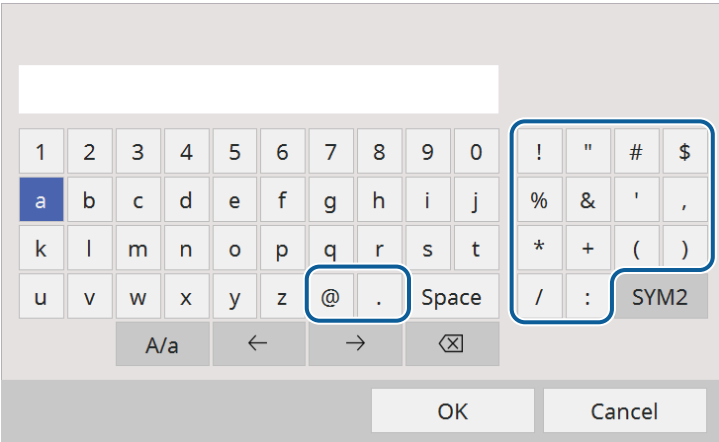 1 2 3 4 5 6 7 8 9 0 ! " # $
a b c d e f g h i j % & ' ,
k l m n o p q r s t * + ( )
u v w x y z @ . Space / : SYM2
A/a ← → ⌫
OK Cancel